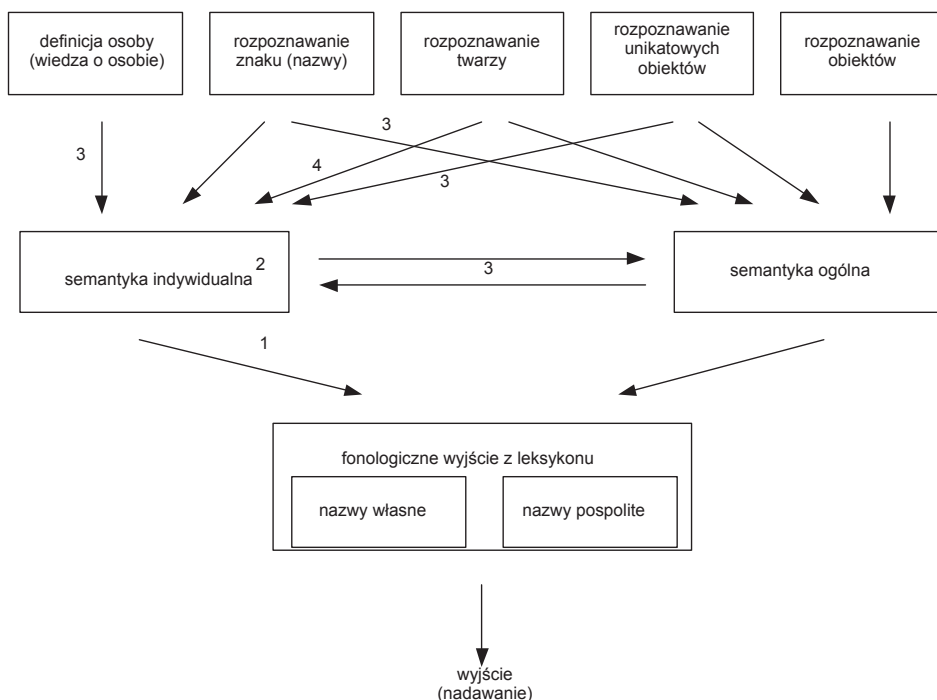 definicja osoby
(wiedza o osobie)
rozpoznawanie
znaku (nazwy)
rozpoznawanie
twarzy
rozpoznawanie
unikatowych
obiektów
rozpoznawanie
obiektów
3
3
4
3
semantyka indywidualna 2
3
semantyka ogólna
1
fonologiczne wyjście z leksykonu
nazwy własne
nazwy pospolite
wyjście
(nadawanie)